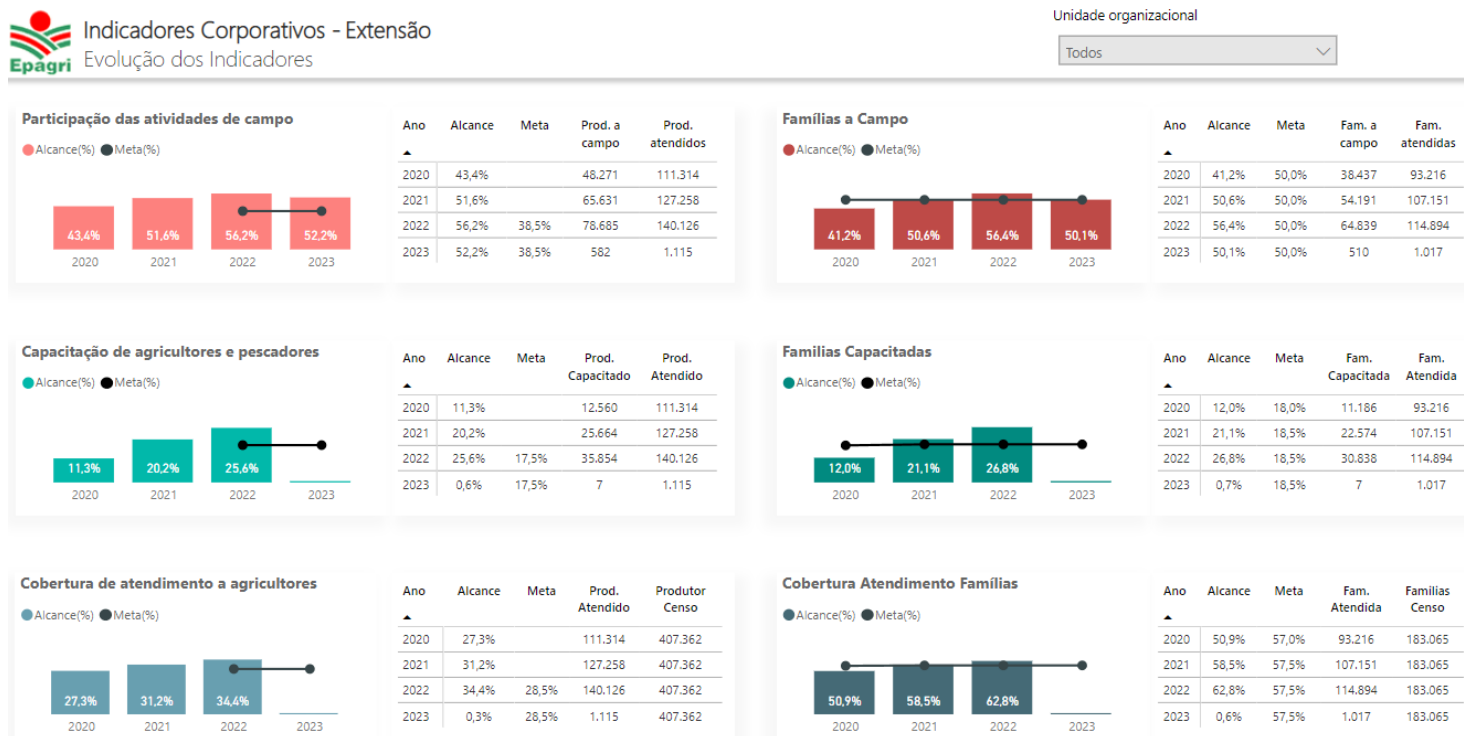 Epagri
Indicadores Corporativos - Extensão
Evolução dos Indicadores
Unidade organizacional
Todos
Participação das atividades de campo
Alcance(%) Meta(%)
43,4% 51,6% 56,2% 52,2%
2020 2021 2022 2023
Ano Alcance Meta Prod. a campo Prod. atendidos
2020 43,4% 48.271 111.314
2021 51,6% 65.631 127.258
2022 56,2% 38,5% 78.685 140.126
2023 52,2% 38,5% 582 1.115
Famílias a Campo
Alcance(%) Meta(%)
41,2% 50,6% 56,4% 50,1%
2020 2021 2022 2023
Ano Alcance Meta Fam. a campo Fam. atendidas
2020 41,2% 50,0% 38.437 93.216
2021 50,6% 50,0% 54.191 107.151
2022 56,4% 50,0% 64.839 114.894
2023 50,1% 50,0% 510 1.017
Capacitação de agricultores e pescadores
Alcance(%) Meta(%)
11,3% 20,2% 25,6%
2020 2021 2022 2023
Ano Alcance Meta Prod. Capacitado Prod. Atendido
2020 11,3% 12.560 111.314
2021 20,2% 25.664 127.258
2022 25,6% 17,5% 35.854 140.126
2023 0,6% 17,5% 7 1.115
Familias Capacitadas
Alcance(%) Meta(%)
12,0% 21,1% 26,8%
2020 2021 2022 2023
Ano Alcance Meta Fam. Capacitada Fam. Atendida
2020 12,0% 18,0% 11.186 93.216
2021 21,1% 18,5% 22.574 107.151
2022 26,8% 18,5% 30.838 114.894
2023 0,7% 18,5% 7 1.017
Cobertura de atendimento a agricultores
Alcance(%) Meta(%)
27,3% 31,2% 34,4%
2020 2021 2022 2023
Ano Alcance Meta Prod. Atendido Produtor Censo
2020 27,3% 111.314 407.362
2021 31,2% 127.258 407.362
2022 34,4% 28,5% 140.126 407.362
2023 0,3% 28,5% 1.115 407.362
Cobertura Atendimento Famílias
Alcance(%) Meta(%)
50,9% 58,5% 62,8%
2020 2021 2022 2023
Ano Alcance Meta Fam. Atendida Familias Censo
2020 50,9% 57,0% 93.216 183.065
2021 58,5% 57,5% 107.151 183.065
2022 62,8% 57,5% 114.894 183.065
2023 0,6% 57,5% 1.017 183.065